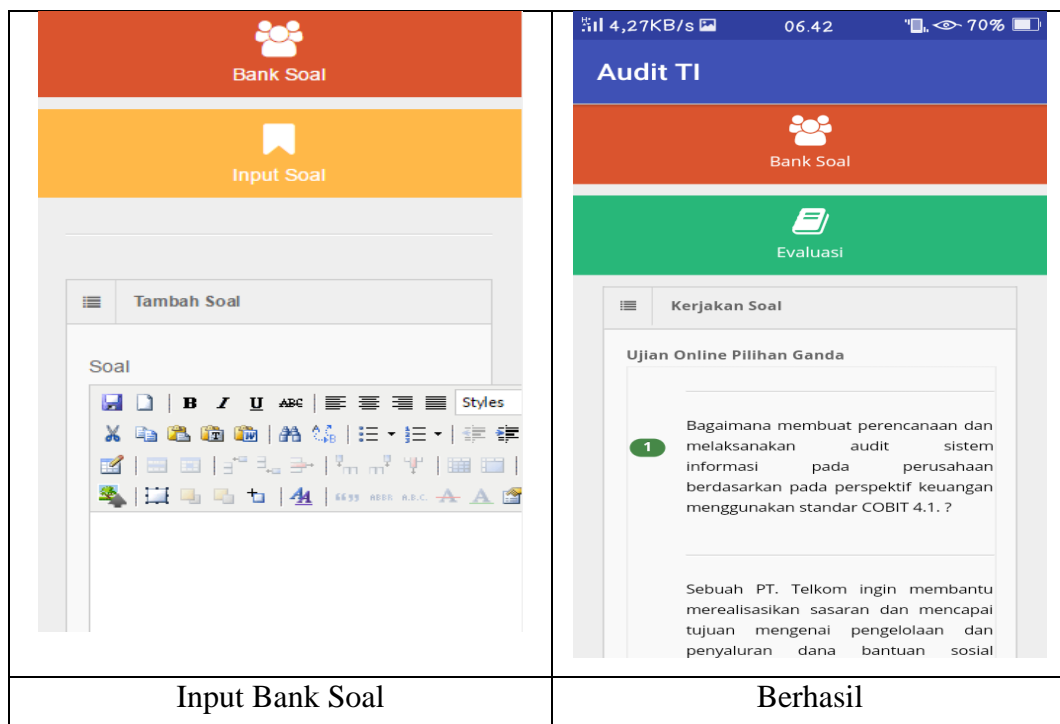 Bank Soal
Input Soal
Tambah Soal
Soal
B I U ABC Styles
Input Bank Soal
4,27KB/s 06.42 70%
Audit TI
Bank Soal
Evaluasi
Kerjakan Soal
Ujian Online Pilihan Ganda
1
Bagaimana membuat perencanaan dan
melaksanakan audit sistem
informasi pada perusahaan
berdasarkan pada perspektif keuangan
menggunakan standar COBIT 4.1. ?
Sebuah PT. Telkom ingin membantu
merealisasikan sasaran dan mencapai
tujuan mengenai pengelolaan dan
penyaluran dana bantuan sosial
Berhasil